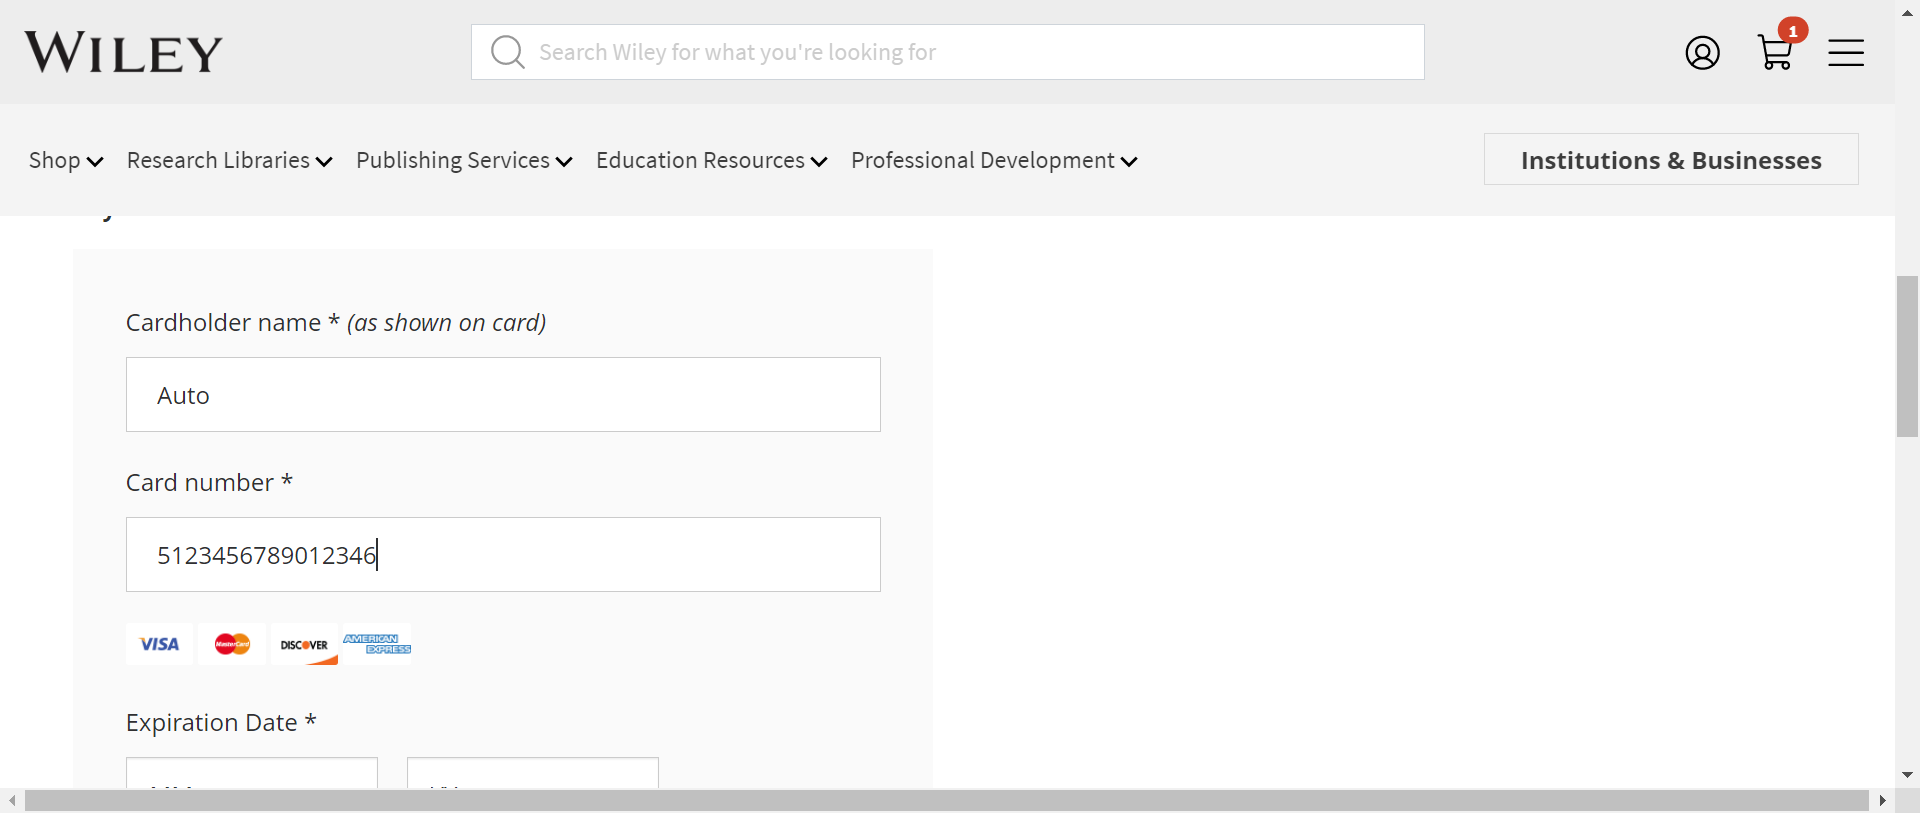 WILEY
Search Wiley for what you're looking for
1
Shop
Research Libraries
Publishing Services
Education Resources
Professional Development
Institutions & Businesses
Cardholder name * (as shown on card)
Auto
Card number *
5123456789012346
VISA
MasterCard
DISCOVER
AMERICAN EXPRESS
Expiration Date *